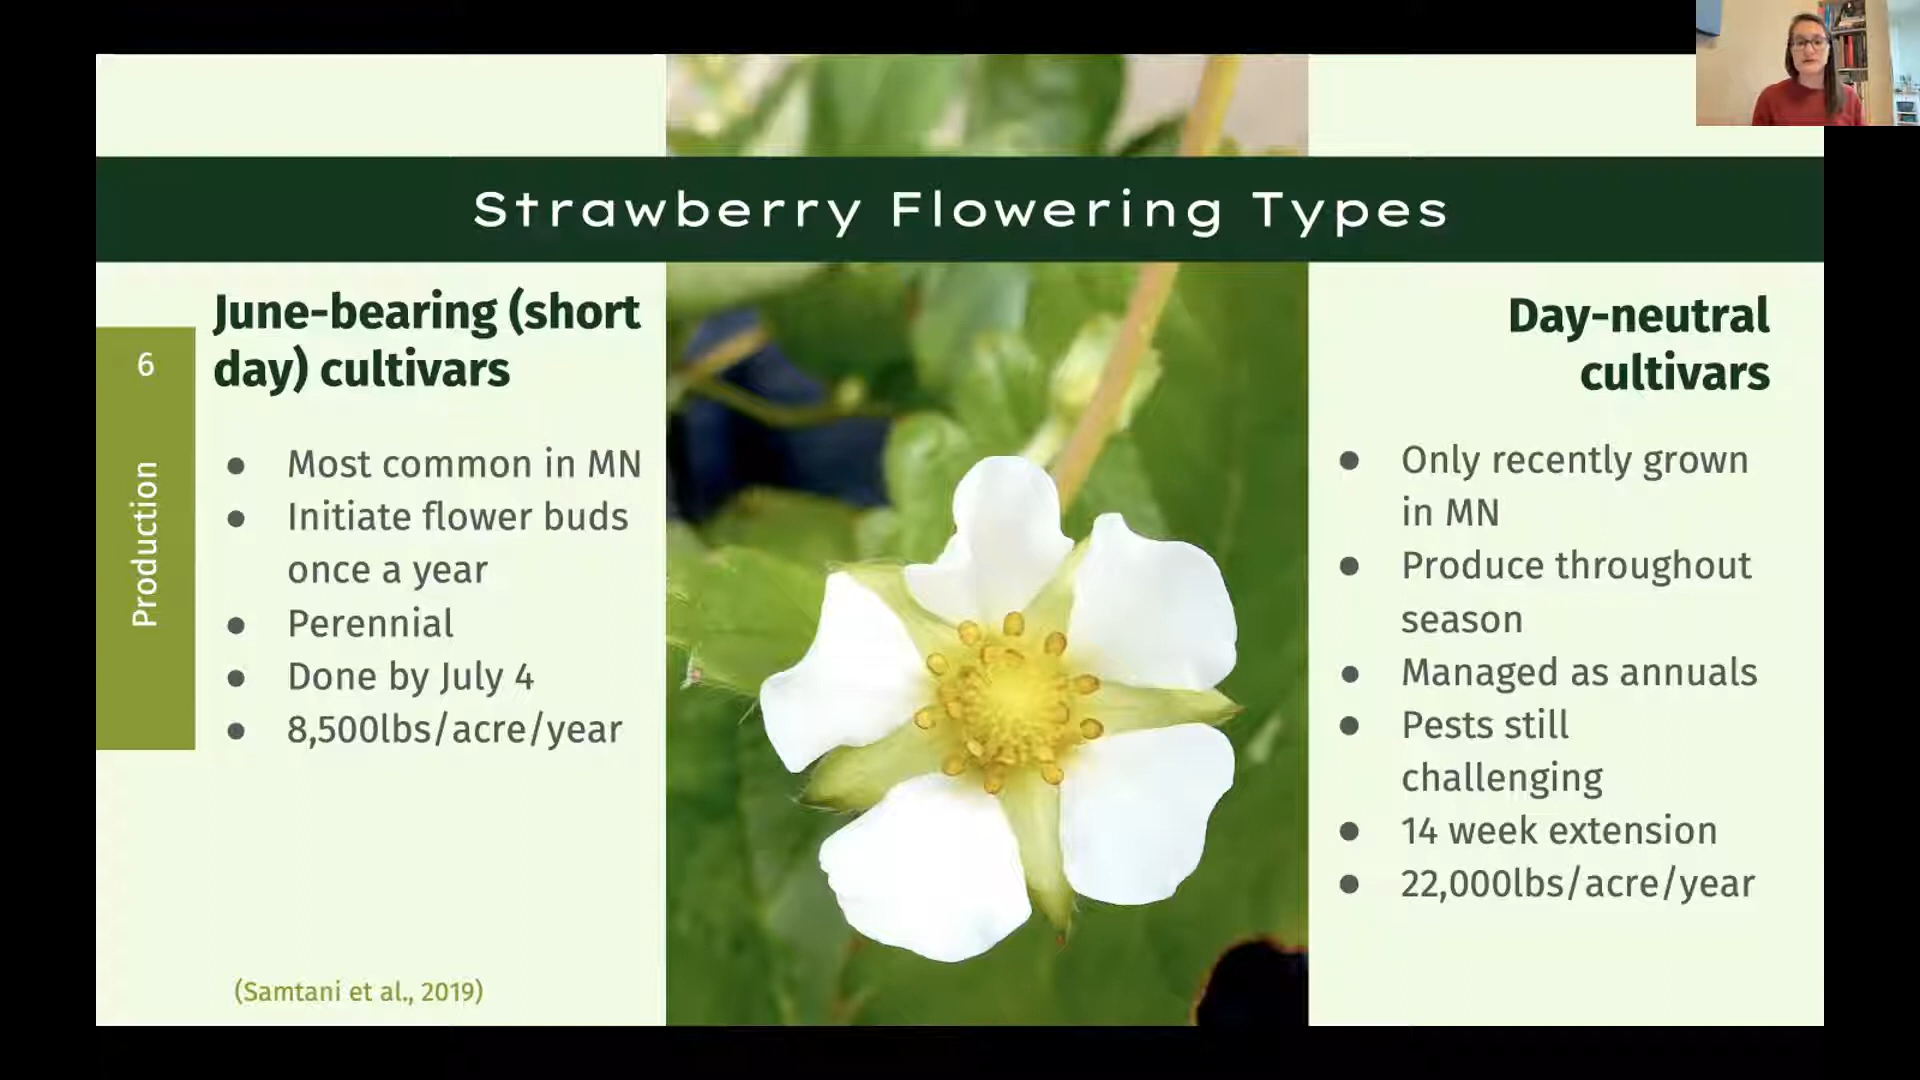 Strawberry Flowering Types
6
Production
June-bearing (short
day) cultivars
● Most common in MN
● Initiate flower buds
once a year
● Perennial
● Done by July 4
● 8,500lbs/acre/year
(Samtani et al., 2019)
Day-neutral
cultivars
● Only recently grown
in MN
● Produce throughout
season
● Managed as annuals
● Pests still
challenging
● 14 week extension
● 22,000lbs/acre/year